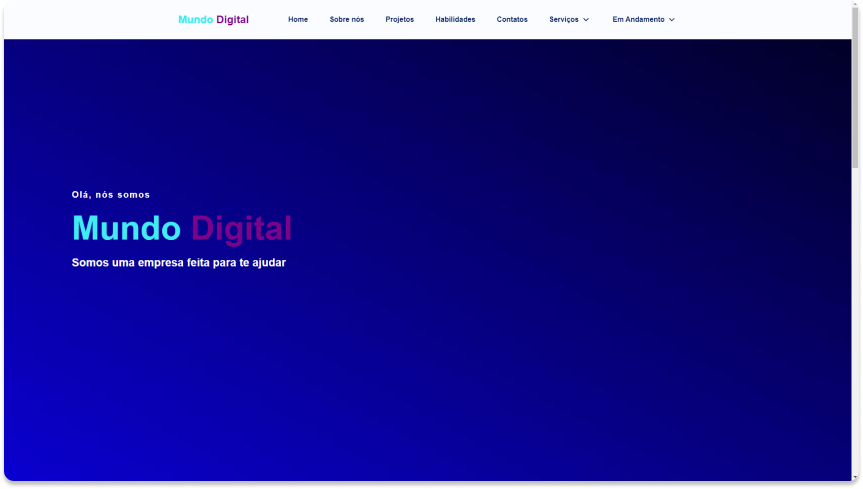 Mundo Digital
Home
Sobre nós
Projetos
Habilidades
Contatos
Serviços
Em Andamento
Olá, nós somos
Mundo Digital
Somos uma empresa feita para te ajudar